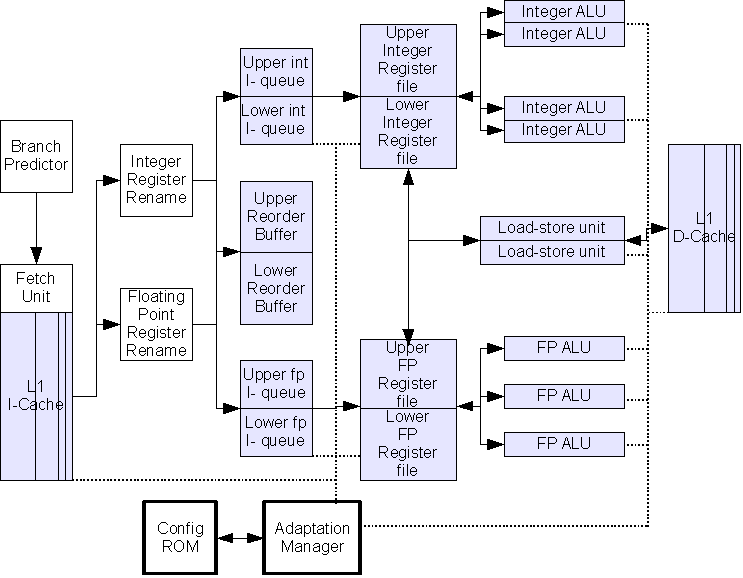 Branch
Predictor
Fetch
Unit
L1
I-Cache
Integer
Register
Rename
Floating
Point
Register
Rename
Upper int
I- queue
Lower int
I- queue
Upper
Reorder
Buffer
Lower
Reorder
Buffer
Upper fp
I- queue
Lower fp
I- queue
Upper
Integer
Register
file
Lower
Integer
Register
file
Upper
FP
Register
file
Lower
FP
Register
file
Integer ALU
Integer ALU
Integer ALU
Integer ALU
Load-store unit
Load-store unit
FP ALU
FP ALU
FP ALU
L1
D-Cache
Config
ROM
Adaptation
Manager